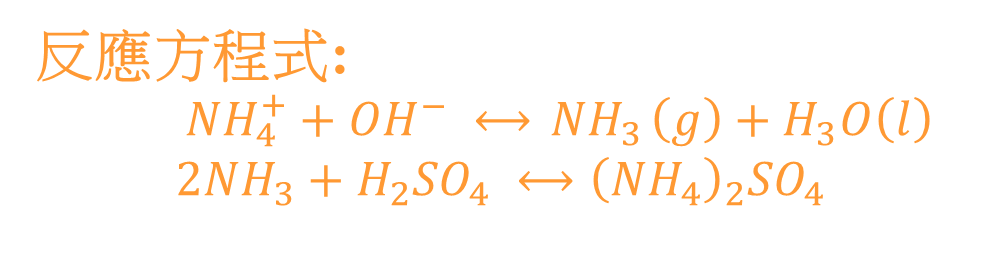 反應方程式:
NH₄⁺ + OH⁻ ↔ NH₃ (g) + H₃O(l)
2NH₃ + H₂SO₄ ↔ (NH₄)₂SO₄